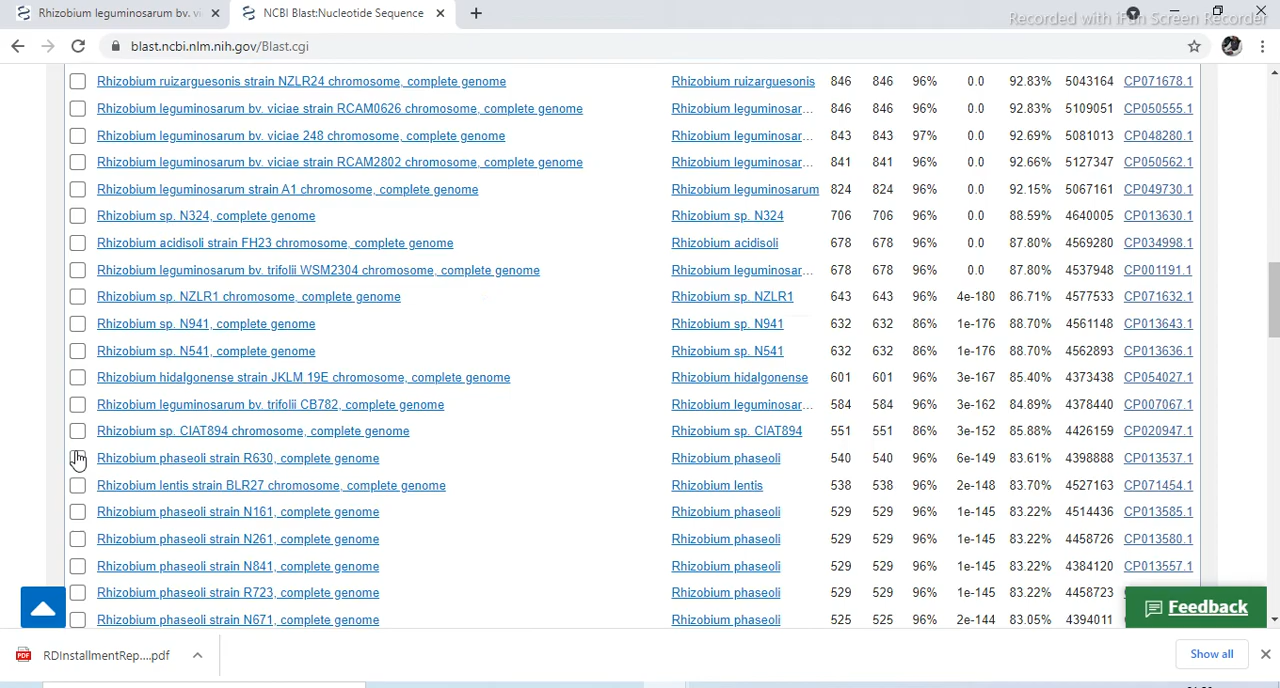 Rhizobium leguminosarum bv. vi
NCBI Blast:Nucleotide Sequence
Recorded with iFun Screen Recorder
blast.ncbi.nlm.nih.gov/Blast.cgi
Rhizobium ruizarguesonis strain NZLR24 chromosome, complete genome Rhizobium ruizarguesonis 846 846 96% 0.0 92.83% 5043164 CP071678.1
Rhizobium leguminosarum bv. viciae strain RCAM0626 chromosome, complete genome Rhizobium leguminosar... 846 846 96% 0.0 92.83% 5109051 CP050555.1
Rhizobium leguminosarum bv. viciae 248 chromosome, complete genome Rhizobium leguminosar... 843 843 97% 0.0 92.69% 5081013 CP048280.1
Rhizobium leguminosarum bv. viciae strain RCAM2802 chromosome, complete genome Rhizobium leguminosar... 841 841 96% 0.0 92.66% 5127347 CP050562.1
Rhizobium leguminosarum strain A1 chromosome, complete genome Rhizobium leguminosarum 824 824 96% 0.0 92.15% 5067161 CP049730.1
Rhizobium sp. N324, complete genome Rhizobium sp. N324 706 706 96% 0.0 88.59% 4640005 CP013630.1
Rhizobium acidisoli strain FH23 chromosome, complete genome Rhizobium acidisoli 678 678 96% 0.0 87.80% 4569280 CP034998.1
Rhizobium leguminosarum bv. trifolii WSM2304 chromosome, complete genome Rhizobium leguminosar... 678 678 96% 0.0 87.80% 4537948 CP001191.1
Rhizobium sp. NZLR1 chromosome, complete genome Rhizobium sp. NZLR1 643 643 96% 4e-180 86.71% 4577533 CP071632.1
Rhizobium sp. N941, complete genome Rhizobium sp. N941 632 632 86% 1e-176 88.70% 4561148 CP013643.1
Rhizobium sp. N541, complete genome Rhizobium sp. N541 632 632 86% 1e-176 88.70% 4562893 CP013636.1
Rhizobium hidalgonense strain JKLM 19E chromosome, complete genome Rhizobium hidalgonense 601 601 96% 3e-167 85.40% 4373438 CP054027.1
Rhizobium leguminosarum bv. trifolii CB782, complete genome Rhizobium leguminosar... 584 584 96% 3e-162 84.89% 4378440 CP007067.1
Rhizobium sp. CIAT894 chromosome, complete genome Rhizobium sp. CIAT894 551 551 86% 3e-152 85.88% 4426159 CP020947.1
Rhizobium phaseoli strain R630, complete genome Rhizobium phaseoli 540 540 96% 6e-149 83.61% 4398888 CP013537.1
Rhizobium lentis strain BLR27 chromosome, complete genome Rhizobium lentis 538 538 96% 2e-148 83.70% 4527163 CP071454.1
Rhizobium phaseoli strain N161, complete genome Rhizobium phaseoli 529 529 96% 1e-145 83.22% 4514436 CP013585.1
Rhizobium phaseoli strain N261, complete genome Rhizobium phaseoli 529 529 96% 1e-145 83.22% 4458726 CP013580.1
Rhizobium phaseoli strain N841, complete genome Rhizobium phaseoli 529 529 96% 1e-145 83.22% 4384120 CP013557.1
Rhizobium phaseoli strain R723, complete genome Rhizobium phaseoli 529 529 96% 1e-145 83.22% 4458723
Rhizobium phaseoli strain N671, complete genome Rhizobium phaseoli 525 525 96% 2e-144 83.05% 4394011
Feedback
RDInstallmentRep....pdf
Show all